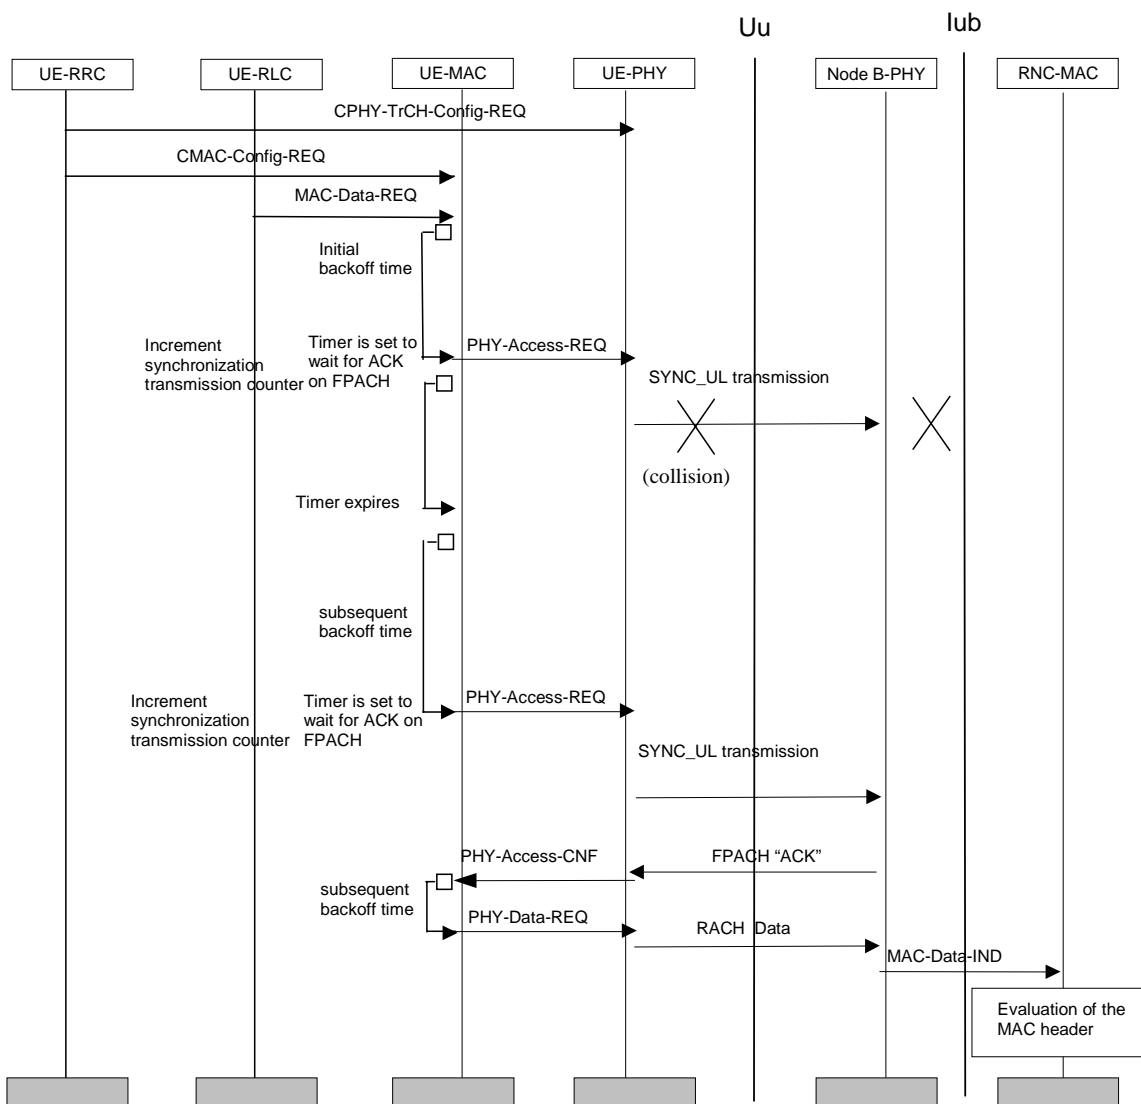 Uu
Iub
UE-RRC
UE-RLC
UE-MAC
UE-PHY
Node B-PHY
RNC-MAC
CPHY-TrCH-Config-REQ
CMAC-Config-REQ
MAC-Data-REQ
Initial
backoff time
Increment
synchronization
transmission counter
Timer is set to
wait for ACK
on FPACH
PHY-Access-REQ
SYNC_UL transmission
(collision)
Timer expires
subsequent
backoff time
Increment
synchronization
transmission counter
Timer is set to
wait for ACK on
FPACH
PHY-Access-REQ
SYNC_UL transmission
PHY-Access-CNF
FPACH “ACK”
subsequent
backoff time
PHY-Data-REQ
RACH Data
MAC-Data-IND
Evaluation of the
MAC header